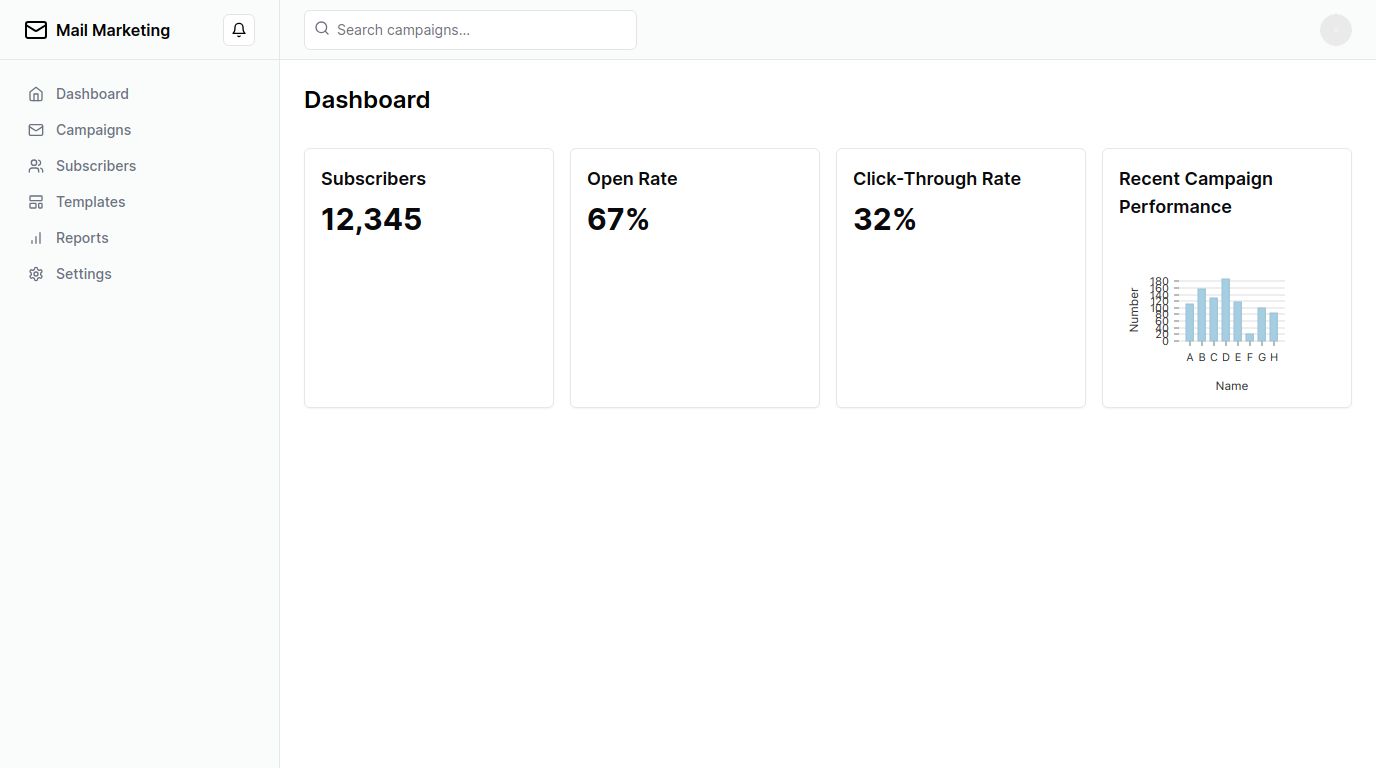 Mail Marketing
Search campaigns...
Dashboard
Campaigns
Subscribers
Templates
Reports
Settings
Dashboard
Subscribers
12,345
Open Rate
67%
Click-Through Rate
32%
Recent Campaign
Performance
Number
180
160
140
120
100
80
60
40
20
0
A B C D E F G H
Name